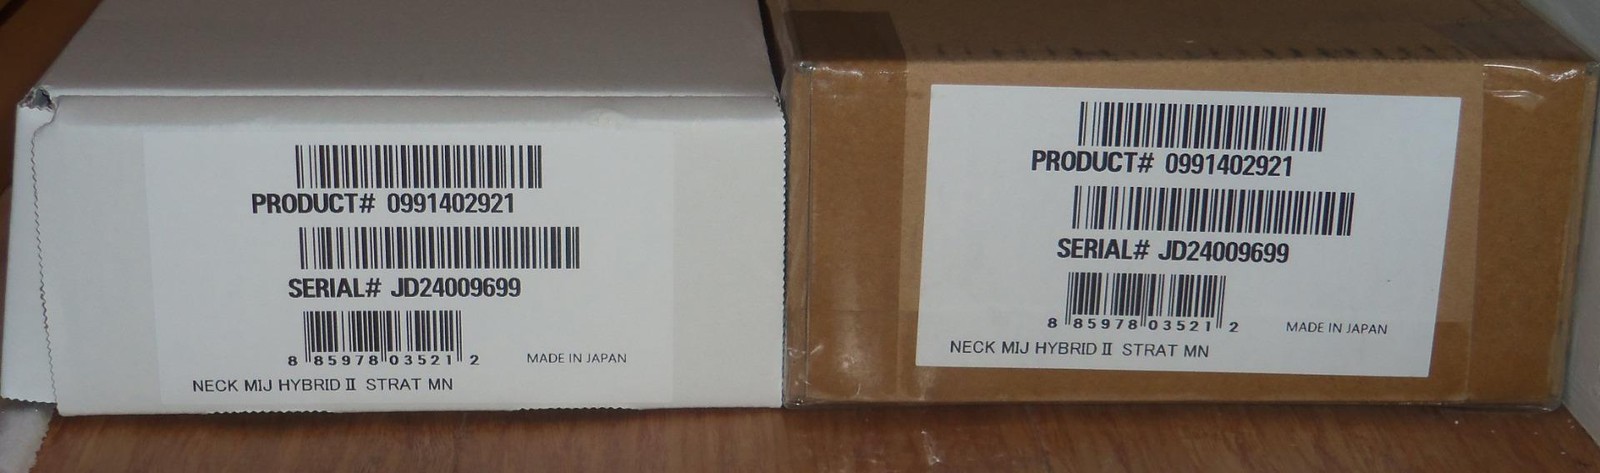 PRODUCT# 0991402921
SERIAL# JD24009699
8 85978 03521 2
MADE IN JAPAN
NECK MIJ HYBRID II STRAT MN
PRODUCT# 0991402921
SERIAL# JD24009699
8 85978 03521 2
MADE IN JAPAN
NECK MIJ HYBRID II STRAT MN